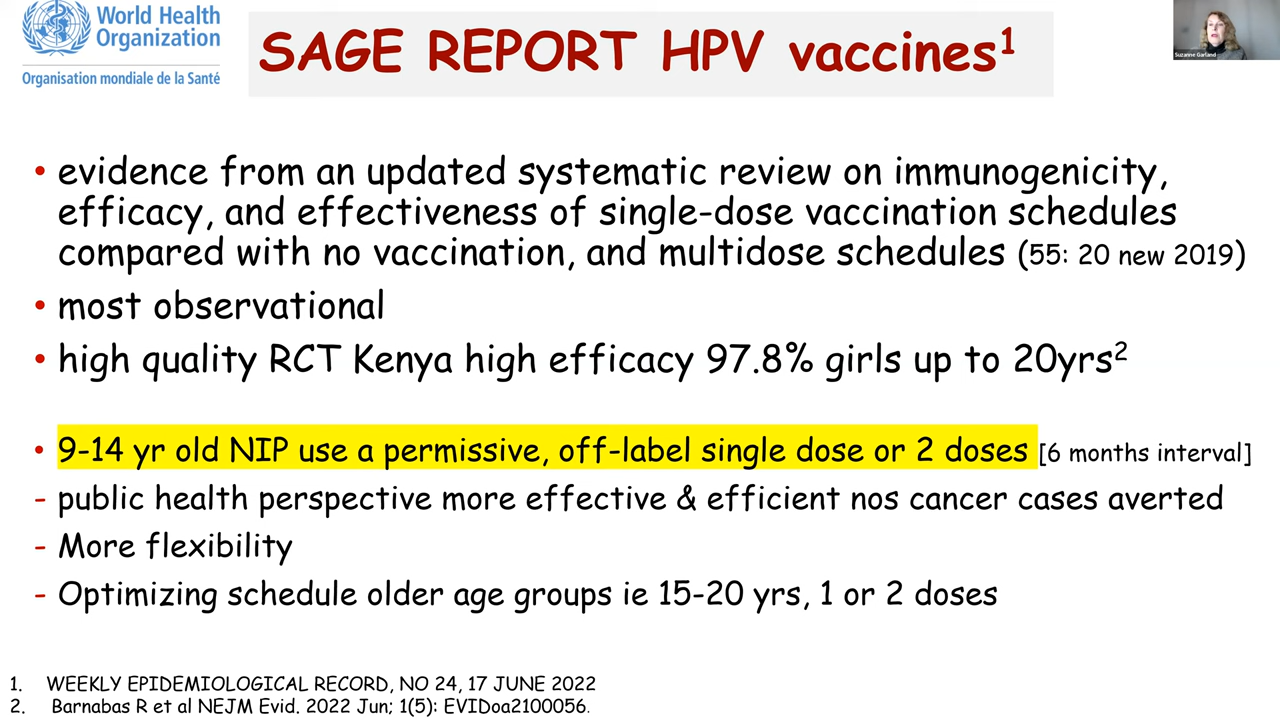 World Health
Organization
Organisation mondiale de la Santé
SAGE REPORT HPV vaccines¹
Suzanne Garland
• evidence from an updated systematic review on immunogenicity,
efficacy, and effectiveness of single-dose vaccination schedules
compared with no vaccination, and multidose schedules (55: 20 new 2019)
• most observational
• high quality RCT Kenya high efficacy 97.8% girls up to 20yrs²
• 9-14 yr old NIP use a permissive, off-label single dose or 2 doses [6 months interval]
- public health perspective more effective & efficient nos cancer cases averted
- More flexibility
- Optimizing schedule older age groups ie 15-20 yrs, 1 or 2 doses
1. WEEKLY EPIDEMIOLOGICAL RECORD, NO 24, 17 JUNE 2022
2. Barnabas R et al NEJM Evid. 2022 Jun; 1(5): EVIDoa2100056.